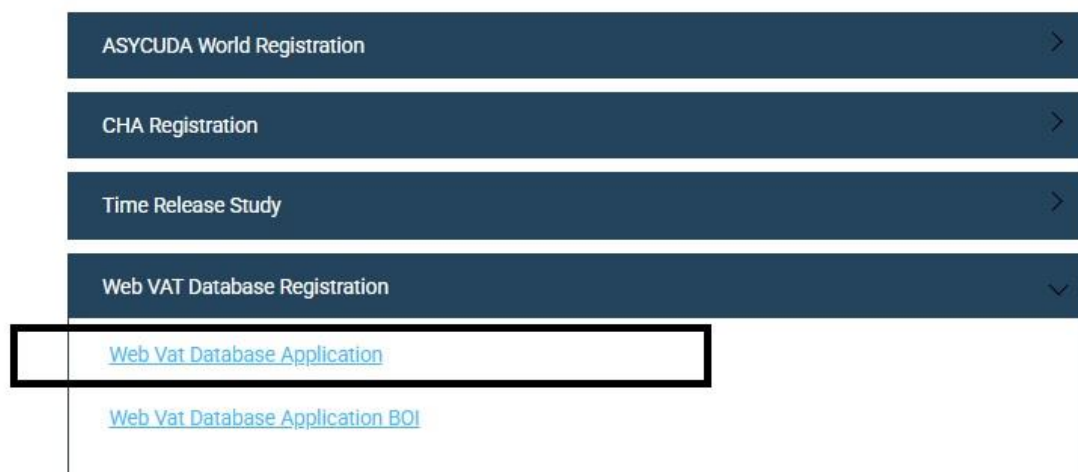 ASYCUDA World Registration
CHA Registration
Time Release Study
Web VAT Database Registration
Web Vat Database Application
Web Vat Database Application BOI